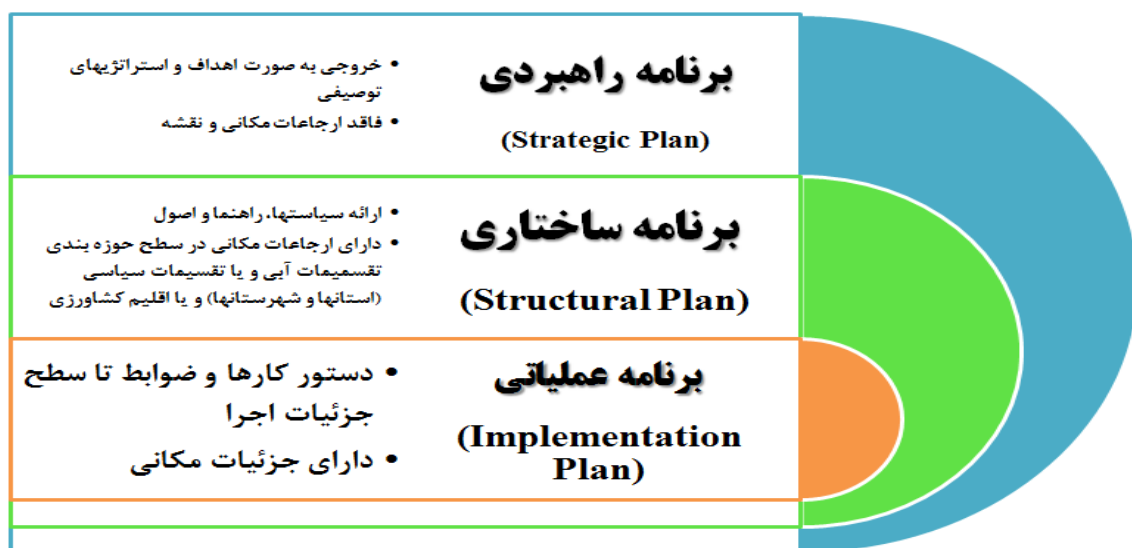 برنامه راهبردی
(Strategic Plan)
• خروجی به صورت اهداف و استراتژیهای
توصیفی
• فاقد ارجاعات مکانی و نقشه
برنامه ساختاری
(Structural Plan)
• ارائه سیاستها، راهنما و اصول
• دارای ارجاعات مکانی در سطح حوزه بندی
تقسمیمات آبی و یا تقسیمات سیاسی
(استانها و شهرستانها) و یا اقلیم کشاورزی
برنامه عملیاتی
(Implementation
Plan)
• دستور کارها و ضوابط تا سطح
جزئیات اجرا
• دارای جزئیات مکانی